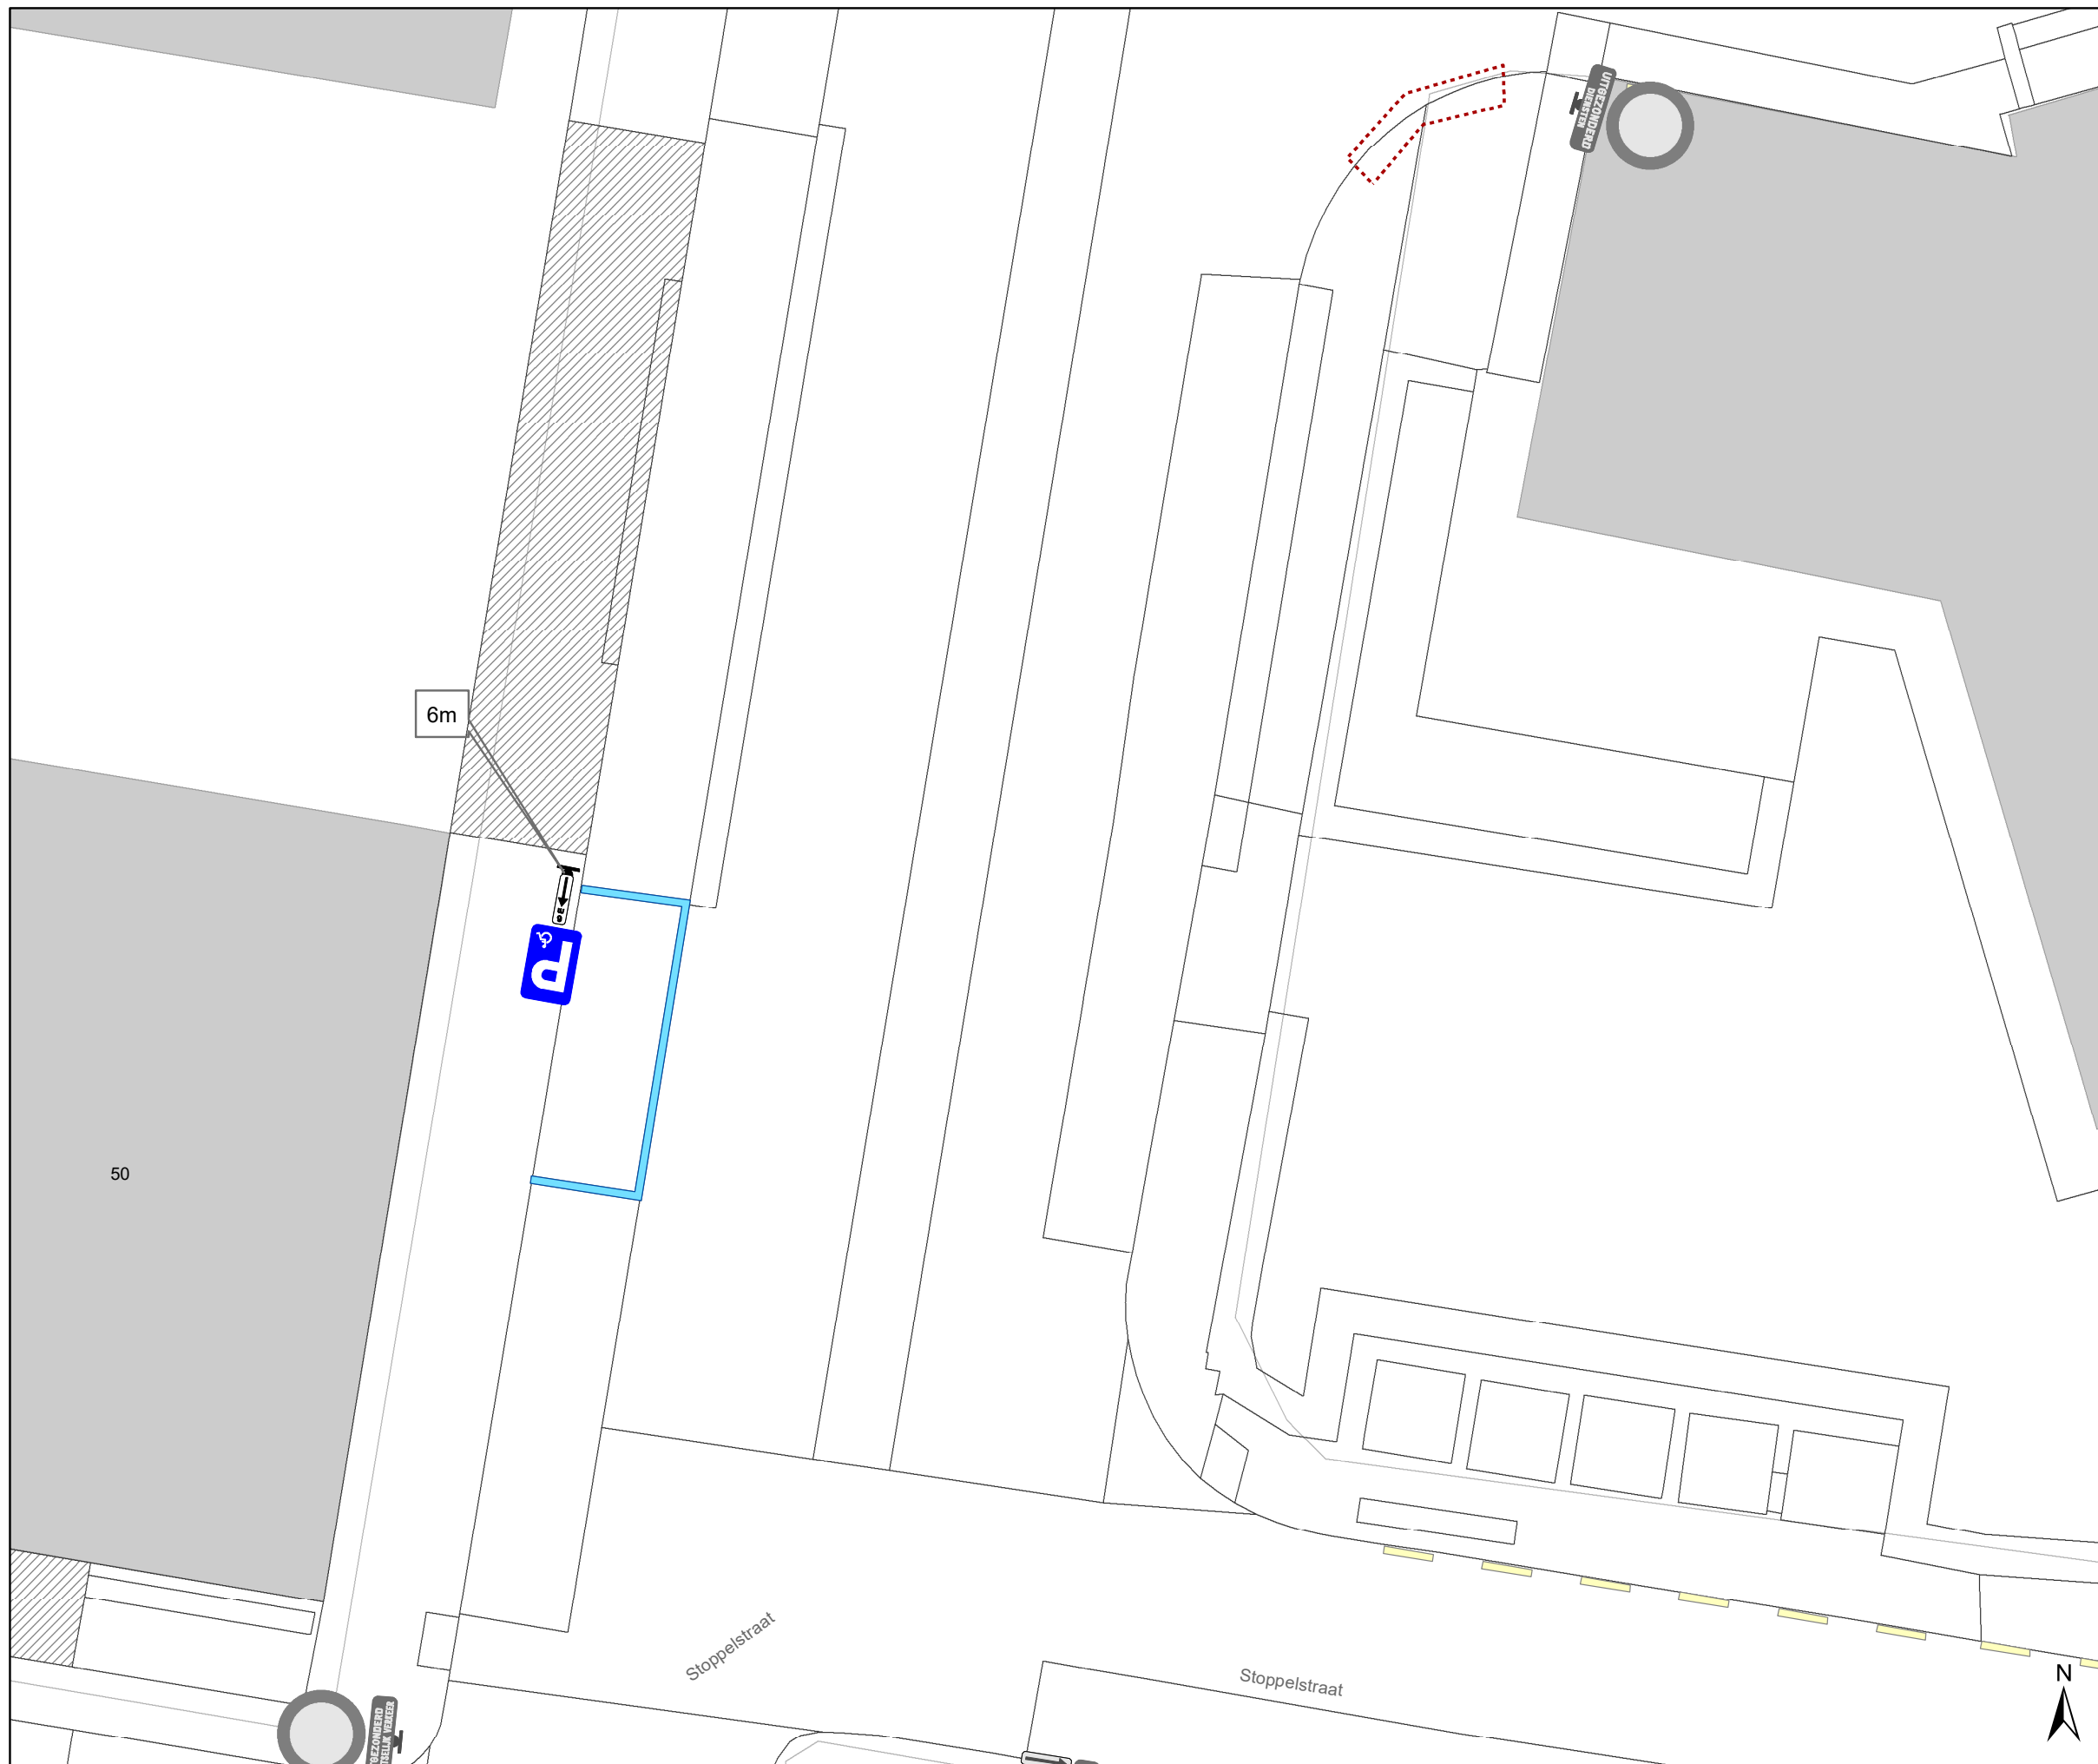 UITGEZONDERD
DIENSTEN
6m
P
50
Stoppelstraat
Stoppelstraat
N